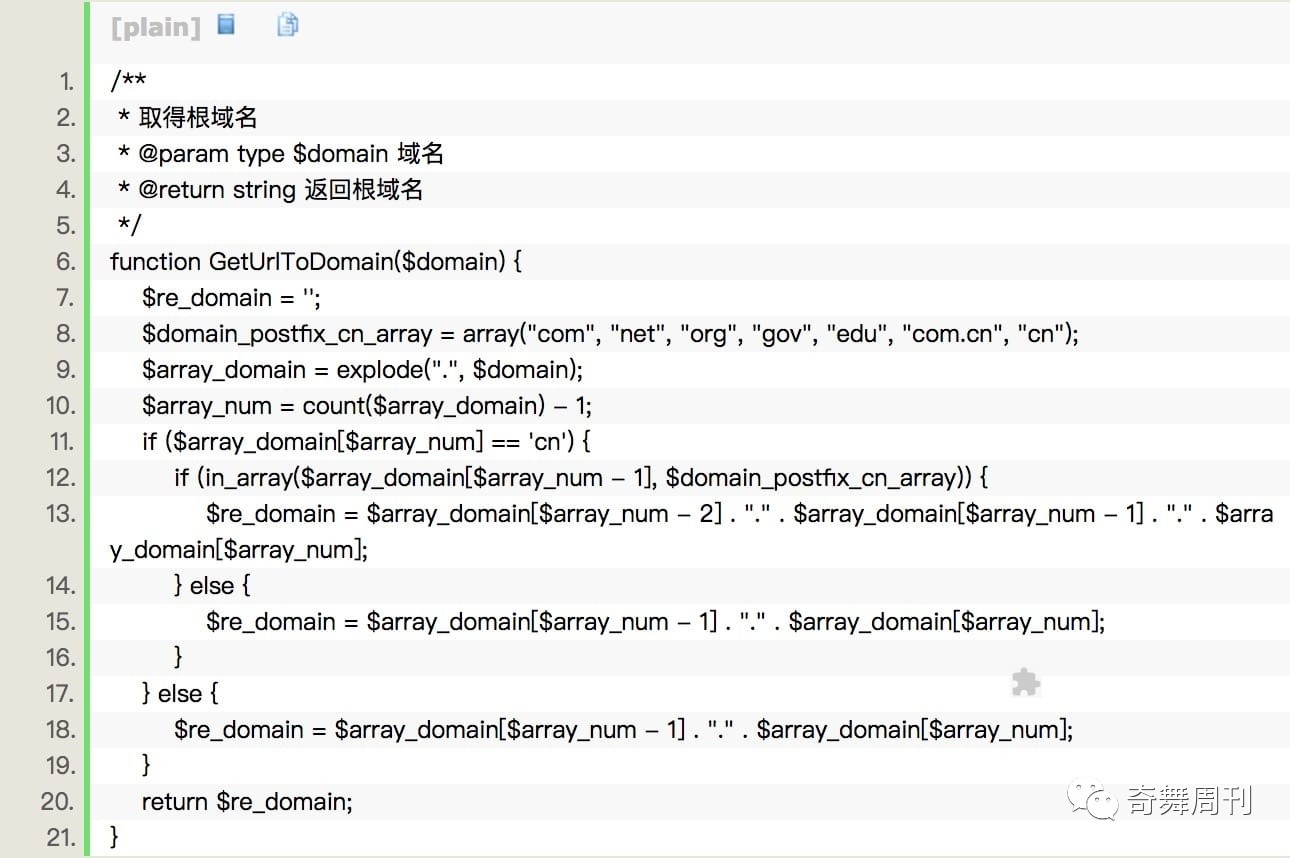 [plain]
1. /**
2.  * 取得根域名
3.  * @param type $domain 域名
4.  * @return string 返回根域名
5.  */
6. function GetUrlToDomain($domain) {
7.     $re_domain = '';
8.     $domain_postfix_cn_array = array("com", "net", "org", "gov", "edu", "com.cn", "cn");
9.     $array_domain = explode(".", $domain);
10.     $array_num = count($array_domain) - 1;
11.     if ($array_domain[$array_num] == 'cn') {
12.         if (in_array($array_domain[$array_num - 1], $domain_postfix_cn_array)) {
13.             $re_domain = $array_domain[$array_num - 2] . "." . $array_domain[$array_num - 1] . "." . $arra
y_domain[$array_num];
14.         } else {
15.             $re_domain = $array_domain[$array_num - 1] . "." . $array_domain[$array_num];
16.         }
17.     } else {
18.         $re_domain = $array_domain[$array_num - 1] . "." . $array_domain[$array_num];
19.     }
20.     return $re_domain;
21. }
奇舞周刊